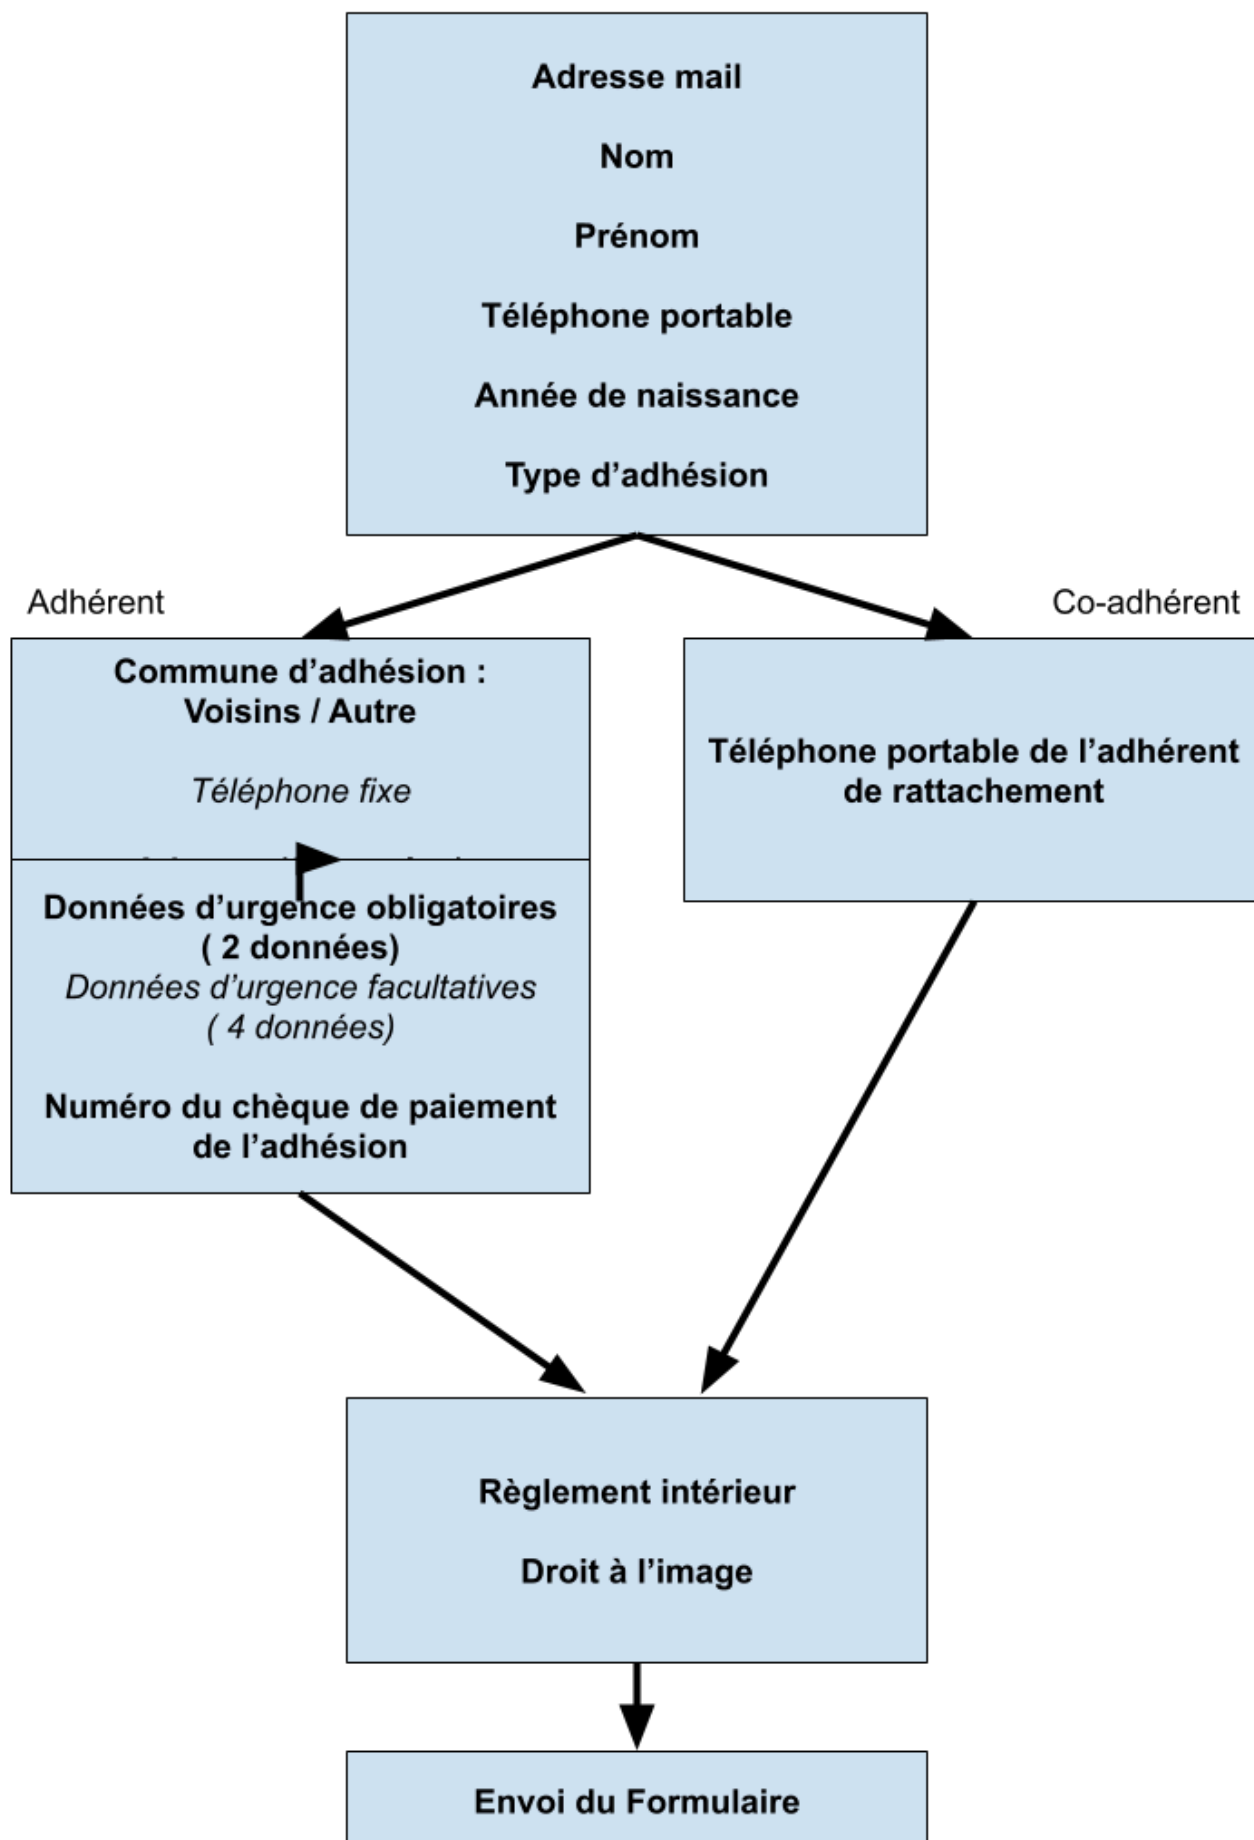 Adresse mail
Nom
Prénom
Téléphone portable
Année de naissance
Type d’adhésion
Adhérent
Co-adhérent
Commune d’adhésion :
Voisins / Autre
Téléphone fixe
Téléphone portable de l’adhérent
de rattachement
Données d’urgence obligatoires
( 2 données)
Données d’urgence facultatives
( 4 données)
Numéro du chèque de paiement
de l’adhésion
Règlement intérieur
Droit à l’image
Envoi du Formulaire